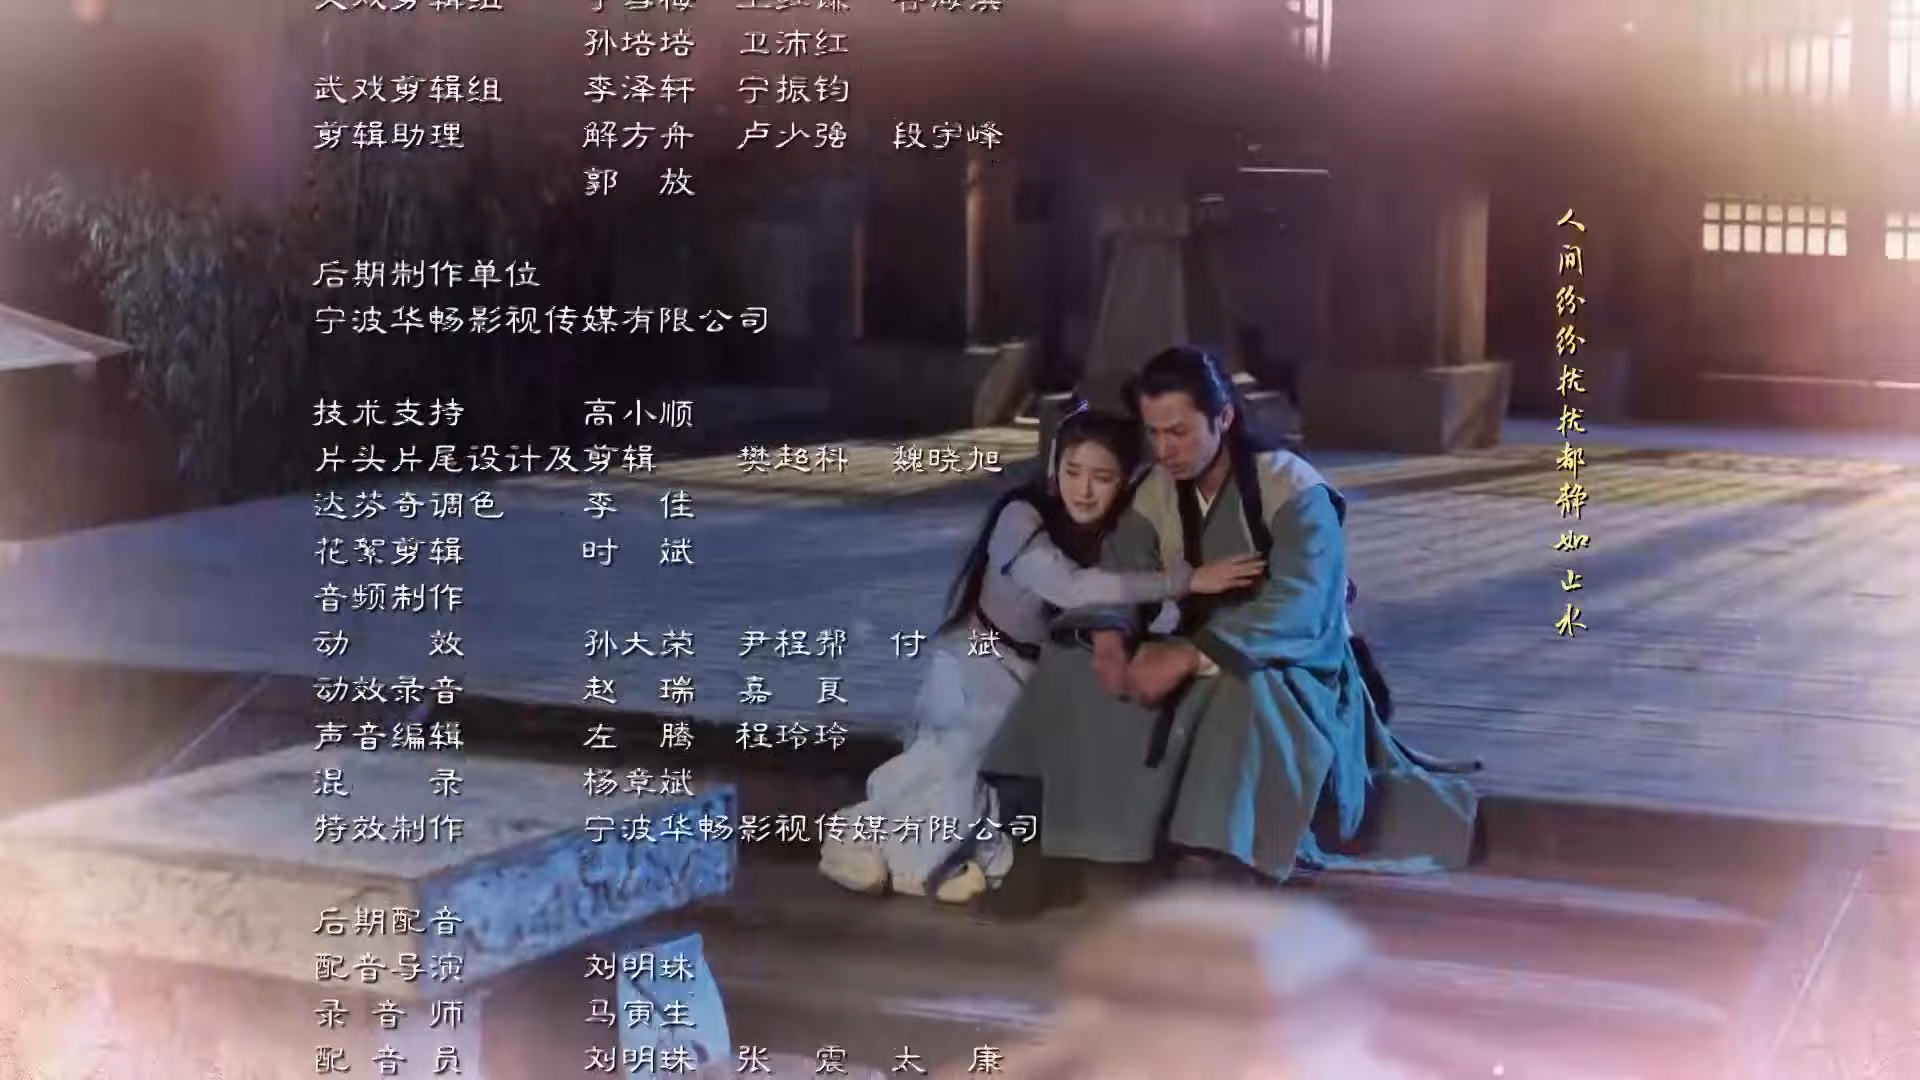 孙培培 卫沛红
武戏剪辑组 李泽轩 宁振钧
剪辑助理 解方舟 卢少强 段宇峰
郭 放
后期制作单位
宁波华畅影视传媒有限公司
技术支持 高小顺
片头片尾设计及剪辑 樊超科 魏晓旭
达芬奇调色 李 佳
花絮剪辑 时 斌
音频制作
动 效 孙大荣 尹程帮 付 斌
动效录音 赵 瑞 嘉 良
声音编辑 左 腾 程玲玲
混 录 杨章斌
特效制作 宁波华畅影视传媒有限公司
后期配音
配音导演 刘明珠
录 音 师 马寅生
配 音 员 刘明珠 张 震 太 康
人间纷纷扰扰都静如止水